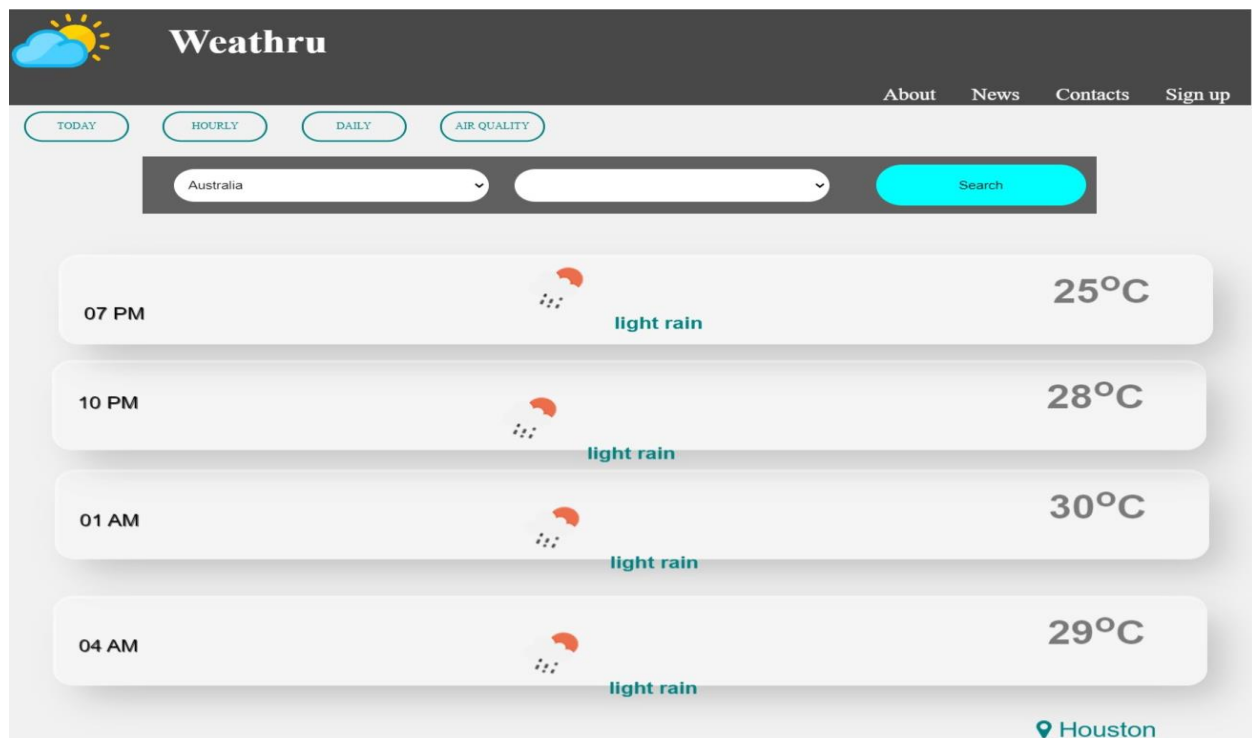 Weathru
About News Contacts Sign up
TODAY HOURLY DAILY AIR QUALITY
Australia Search
07 PM light rain 25ºC
10 PM light rain 28ºC
01 AM light rain 30ºC
04 AM light rain 29ºC
Houston